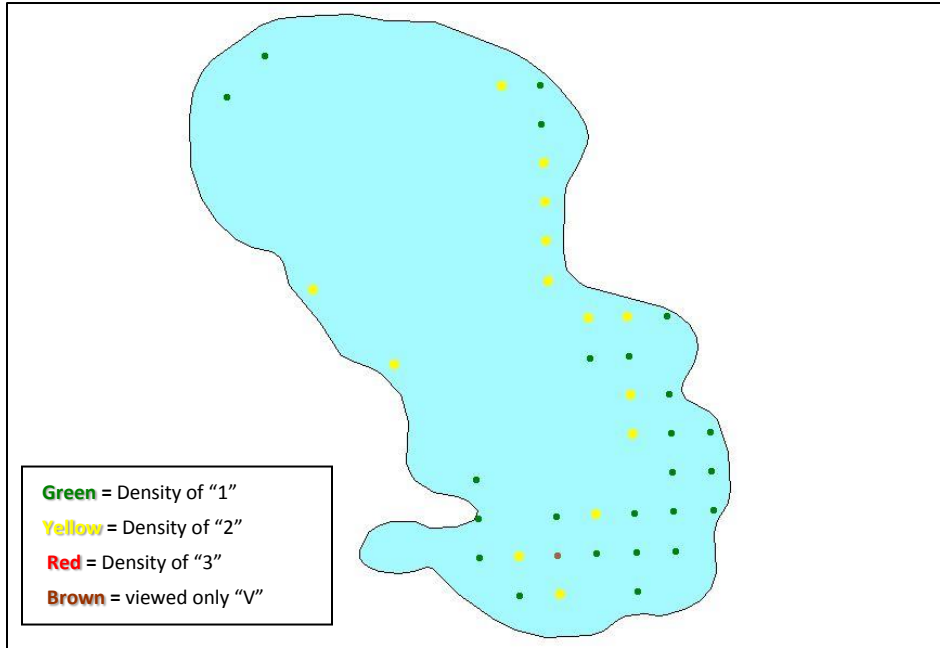 Green = Density of “1”
Yellow = Density of “2”
Red = Density of “3”
Brown = viewed only “V”